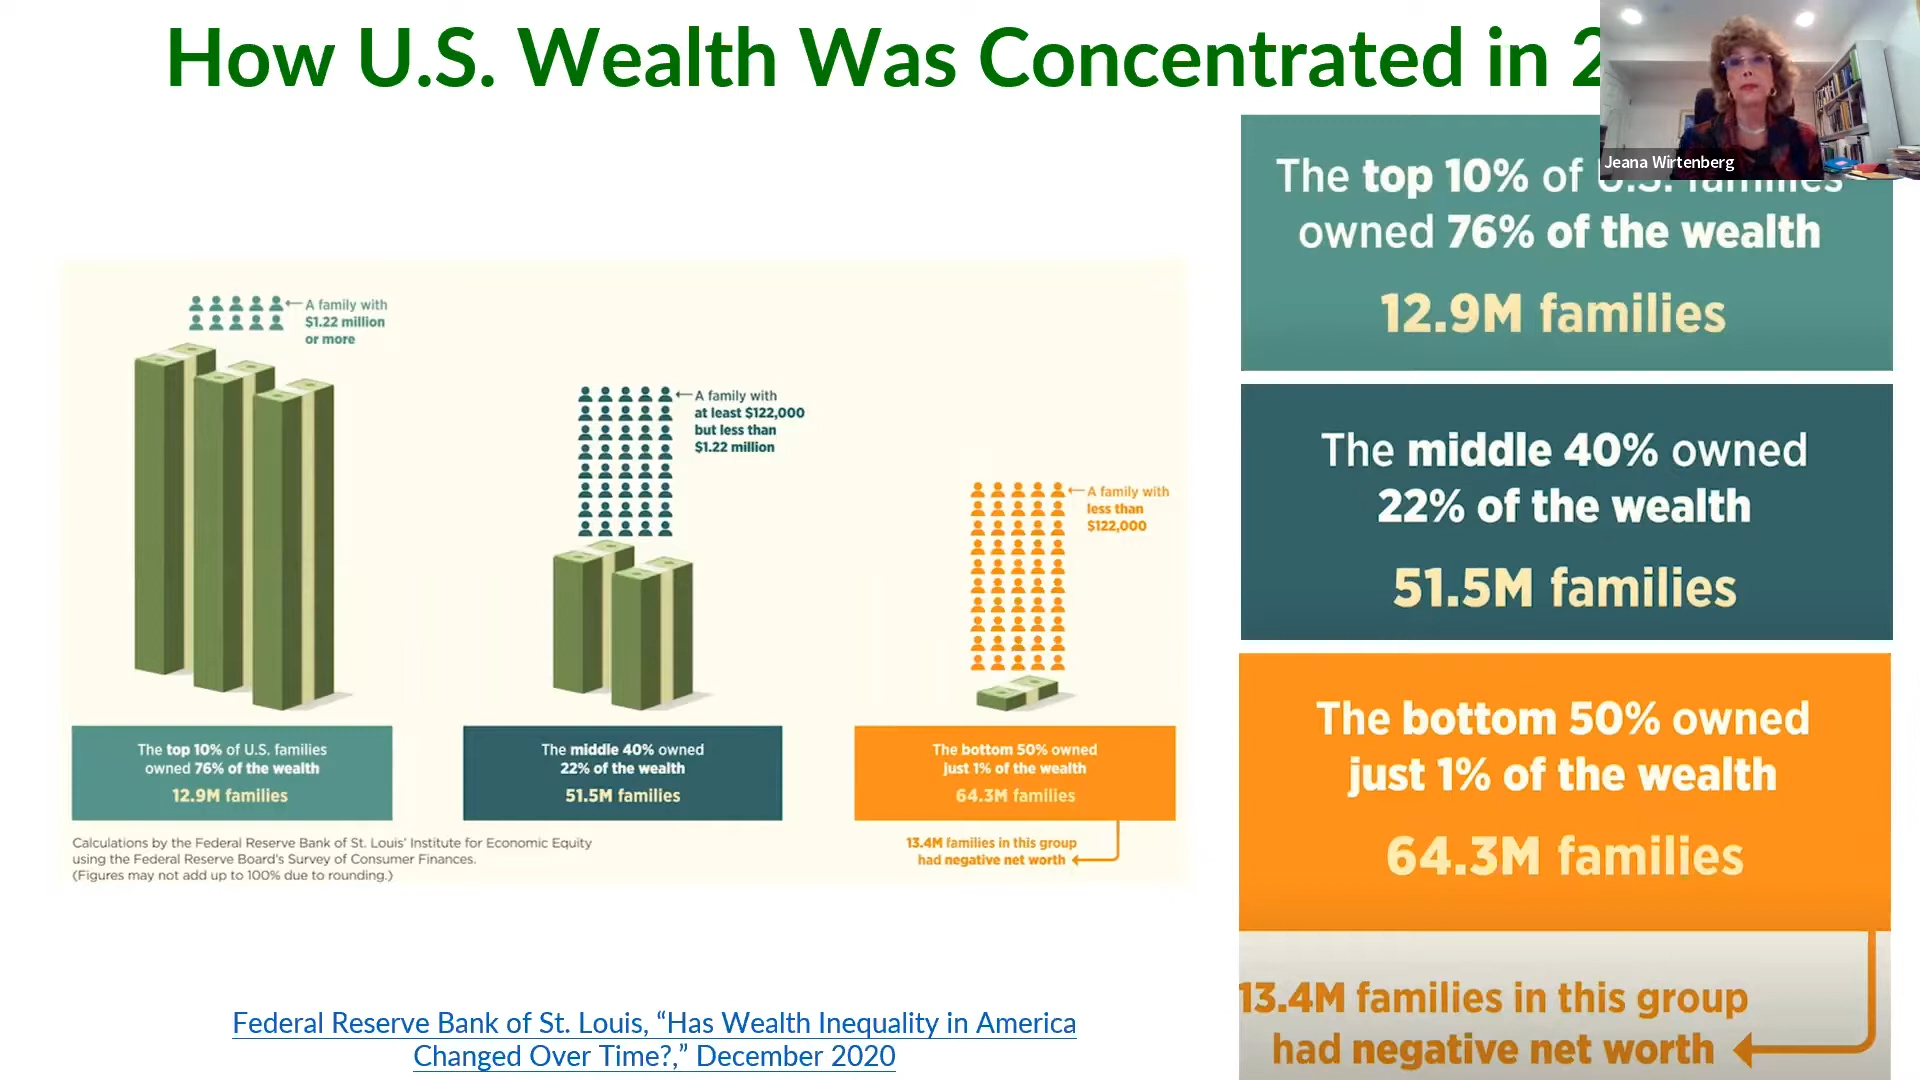 How U.S. Wealth Was Concentrated in 2
Jeana Wirtenberg
A family with
$1.22 million
or more
A family with
at least $122,000
but less than
$1.22 million
A family with
less than
$122,000
The top 10% of U.S. families
owned 76% of the wealth
12.9M families
The middle 40% owned
22% of the wealth
51.5M families
The bottom 50% owned
just 1% of the wealth
64.3M families
Calculations by the Federal Reserve Bank of St. Louis' Institute for Economic Equity
using the Federal Reserve Board's Survey of Consumer Finances.
(Figures may not add up to 100% due to rounding.)
13.4M families in this group
had negative net worth
Federal Reserve Bank of St. Louis, “Has Wealth Inequality in America
Changed Over Time?,” December 2020
The top 10% of U.S. families
owned 76% of the wealth
12.9M families
The middle 40% owned
22% of the wealth
51.5M families
The bottom 50% owned
just 1% of the wealth
64.3M families
13.4M families in this group
had negative net worth